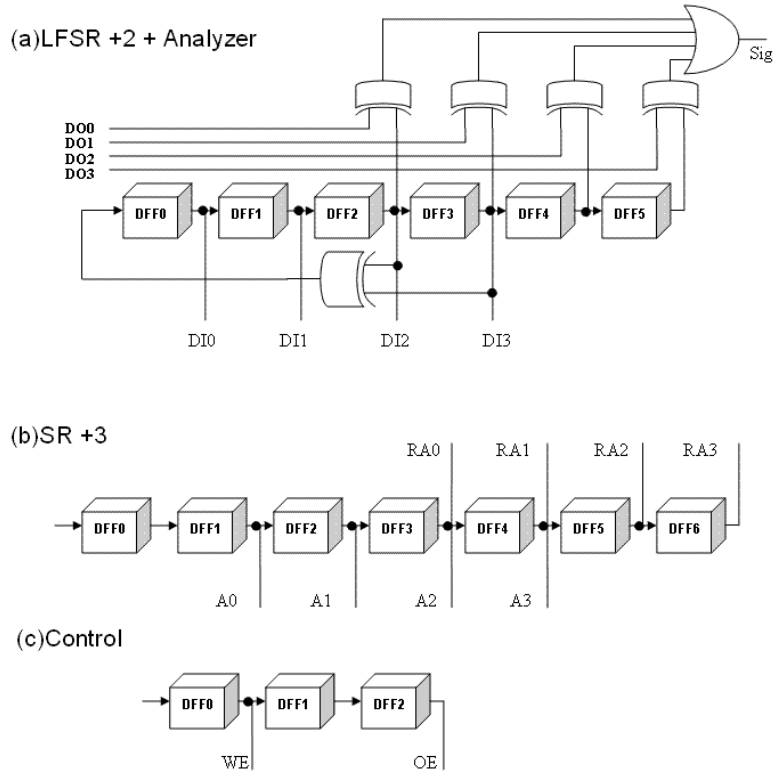 (a)LFSR +2 + Analyzer
Sig
DO0
DO1
DO2
DO3
DFF0 DFF1 DFF2 DFF3 DFF4 DFF5
DI0 DI1 DI2 DI3
(b)SR +3
RA0 RA1 RA2 RA3
DFF0 DFF1 DFF2 DFF3 DFF4 DFF5 DFF6
A0 A1 A2 A3
(c)Control
DFF0 DFF1 DFF2
WE OE